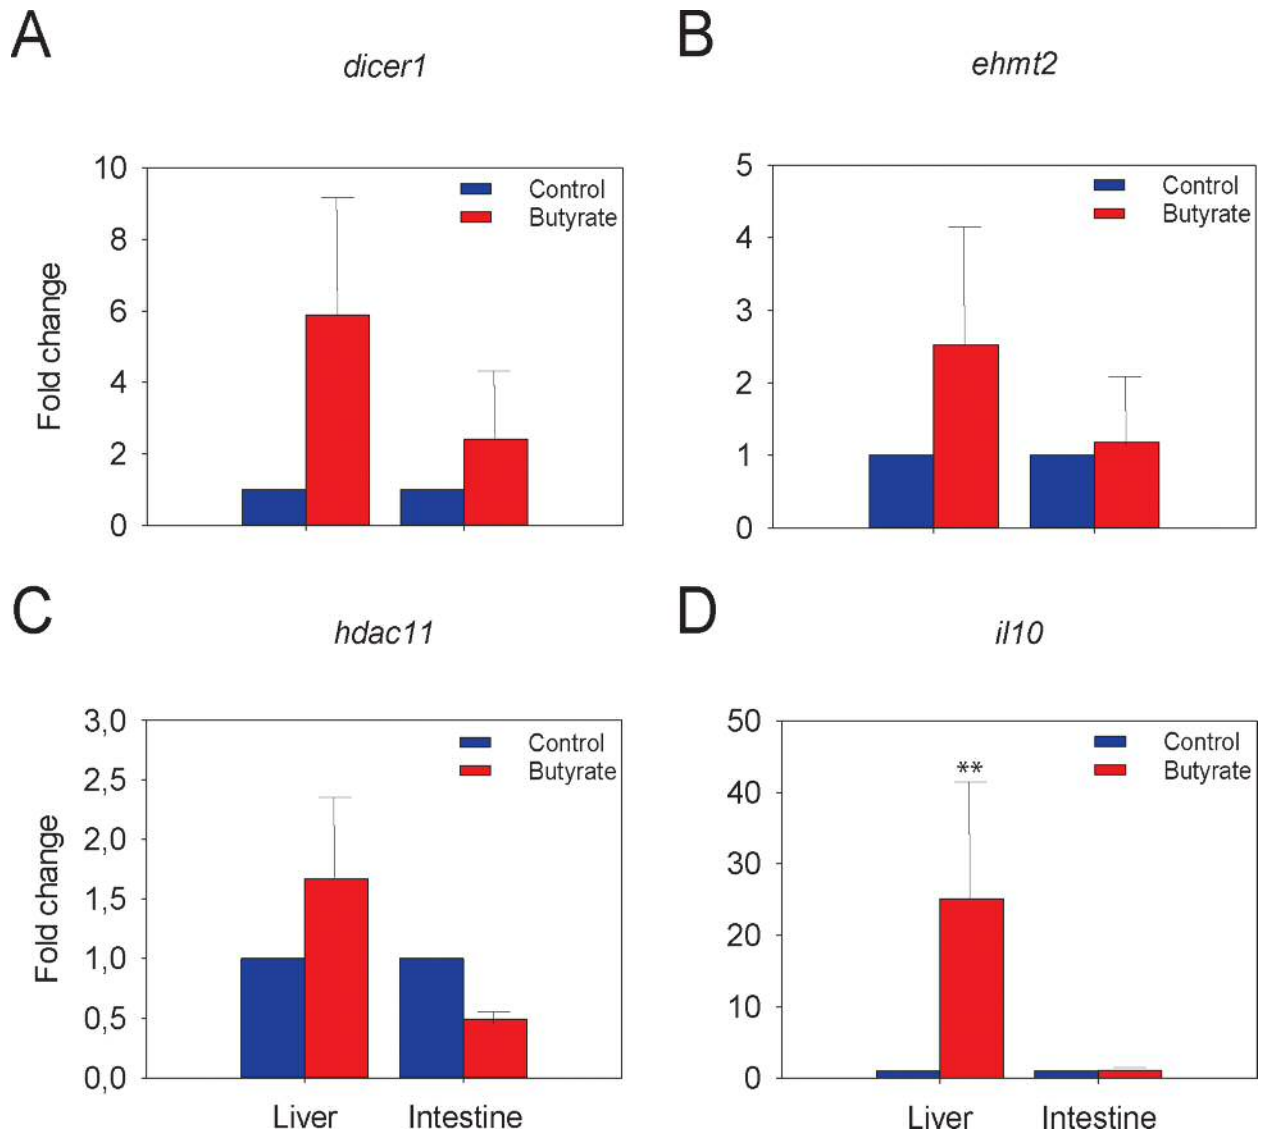 A
dicer1
10
8
6
4
2
0
Fold change
Control
Butyrate
B
ehmt2
5
4
3
2
1
0
Control
Butyrate
C
hdac11
3,0
2,5
2,0
1,5
1,0
0,5
0,0
Fold change
Control
Butyrate
Liver Intestine
D
il10
50
40
30
20
10
0
Control
Butyrate
**
Liver Intestine